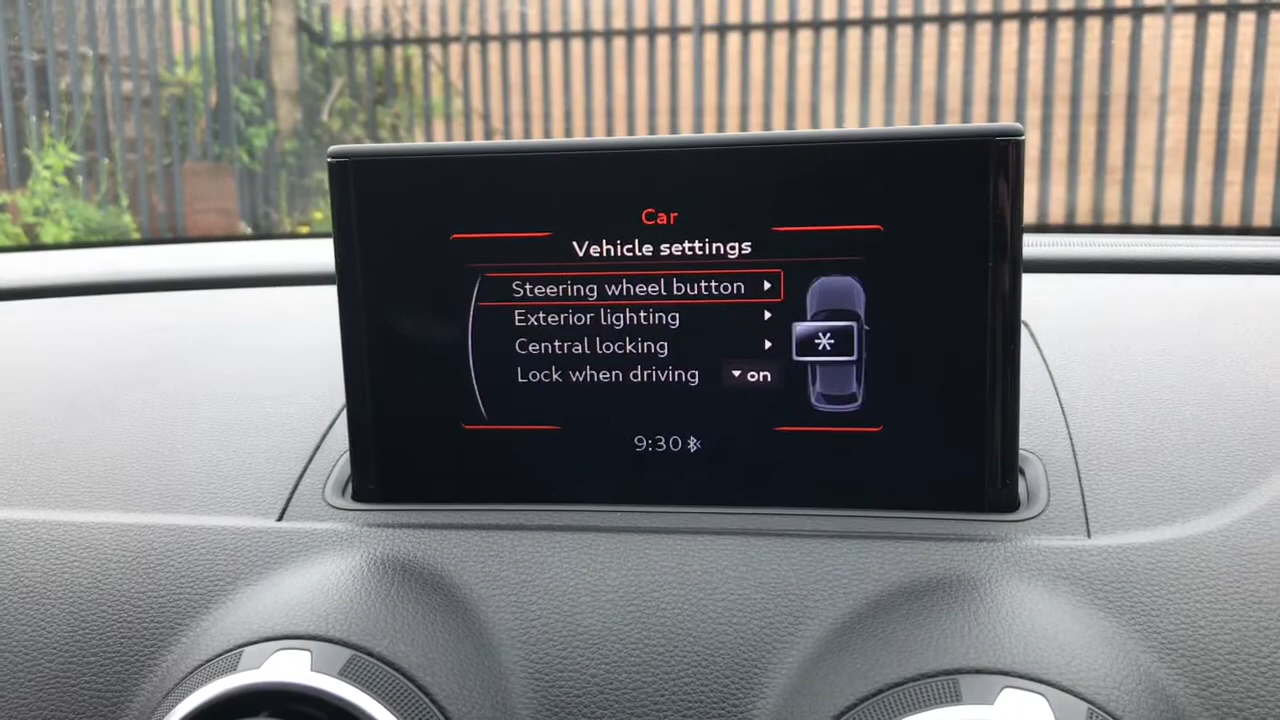 Car
Vehicle settings
Steering wheel button
Exterior lighting
Central locking
Lock when driving on
9:30